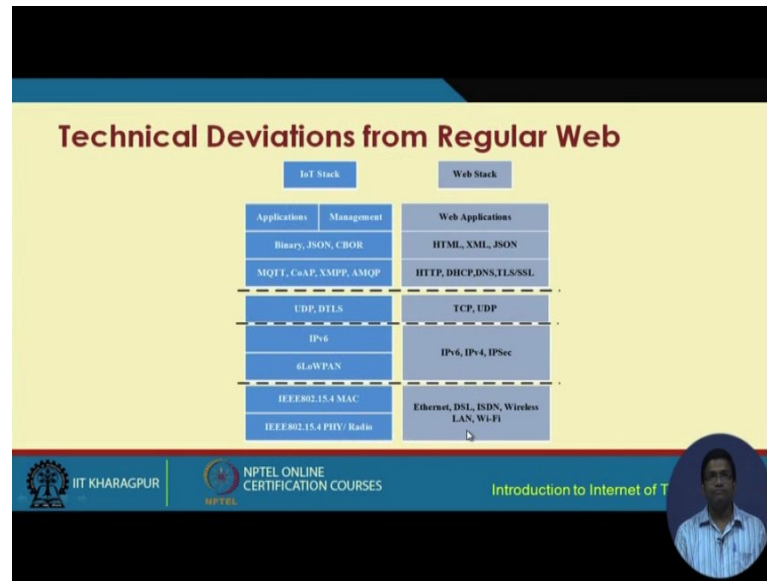 Technical Deviations from Regular Web
IoT Stack
Web Stack
Applications
Management
Web Applications
Binary, JSON, CBOR
HTML, XML, JSON
MQTT, CoAP, XMPP, AMQP
HTTP, DHCP,DNS,TLS/SSL
UDP, DTLS
TCP, UDP
IPv6
IPv6, IPv4, IPSec
6LoWPAN
IEEE802.15.4 MAC
Ethernet, DSL, ISDN, Wireless
LAN, Wi-Fi
IEEE802.15.4 PHY/ Radio
IIT KHARAGPUR
NPTEL
NPTEL ONLINE
CERTIFICATION COURSES
Introduction to Internet of T